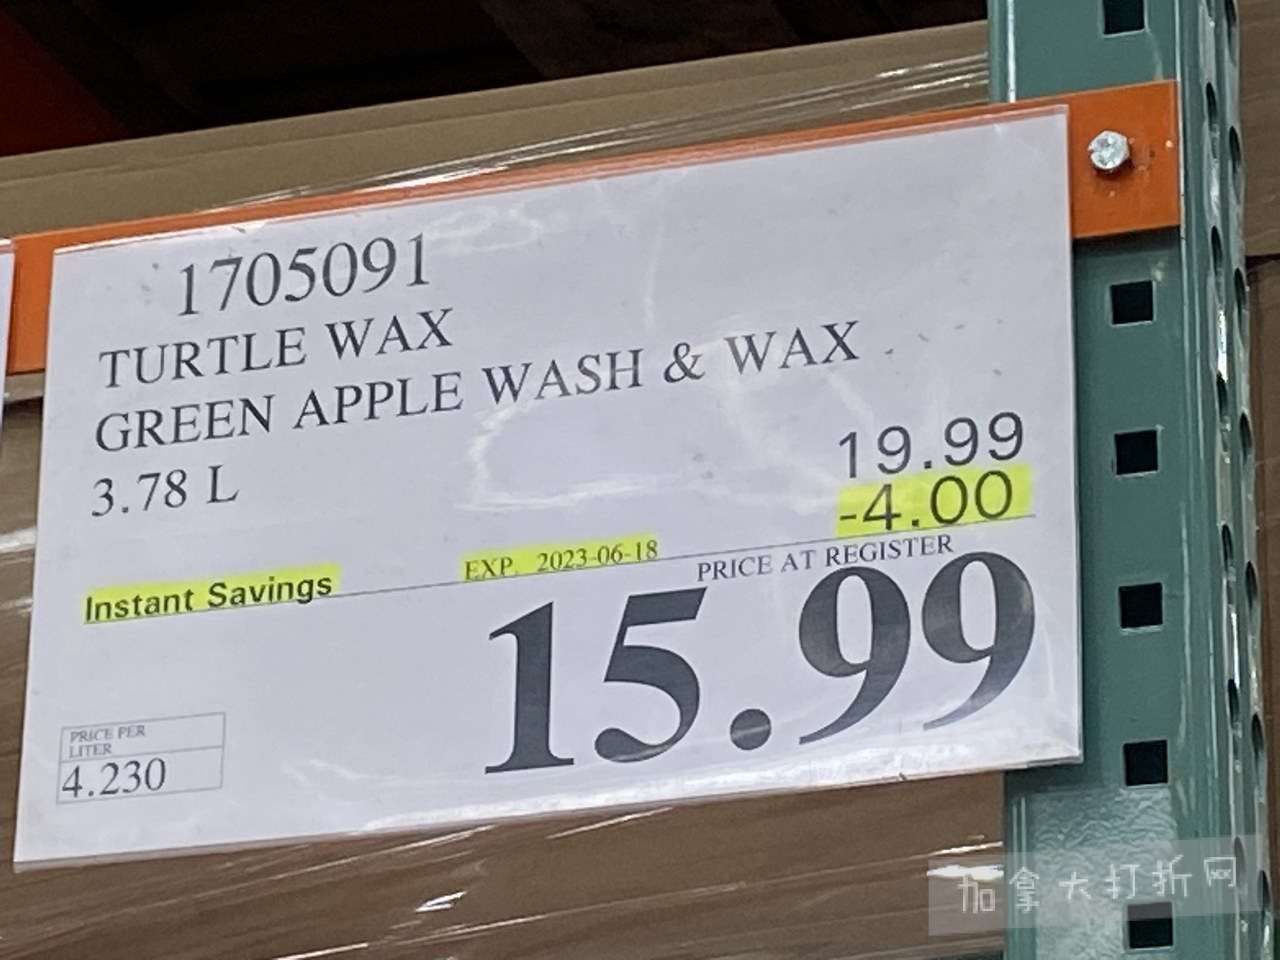 1705091
TURTLE WAX
GREEN APPLE WASH & WAX
3.78 L
19.99
-4.00
Instant Savings
EXP. 2023-06-18
PRICE AT REGISTER
15.99
PRICE PER
LITER
4.230
加拿大打折网